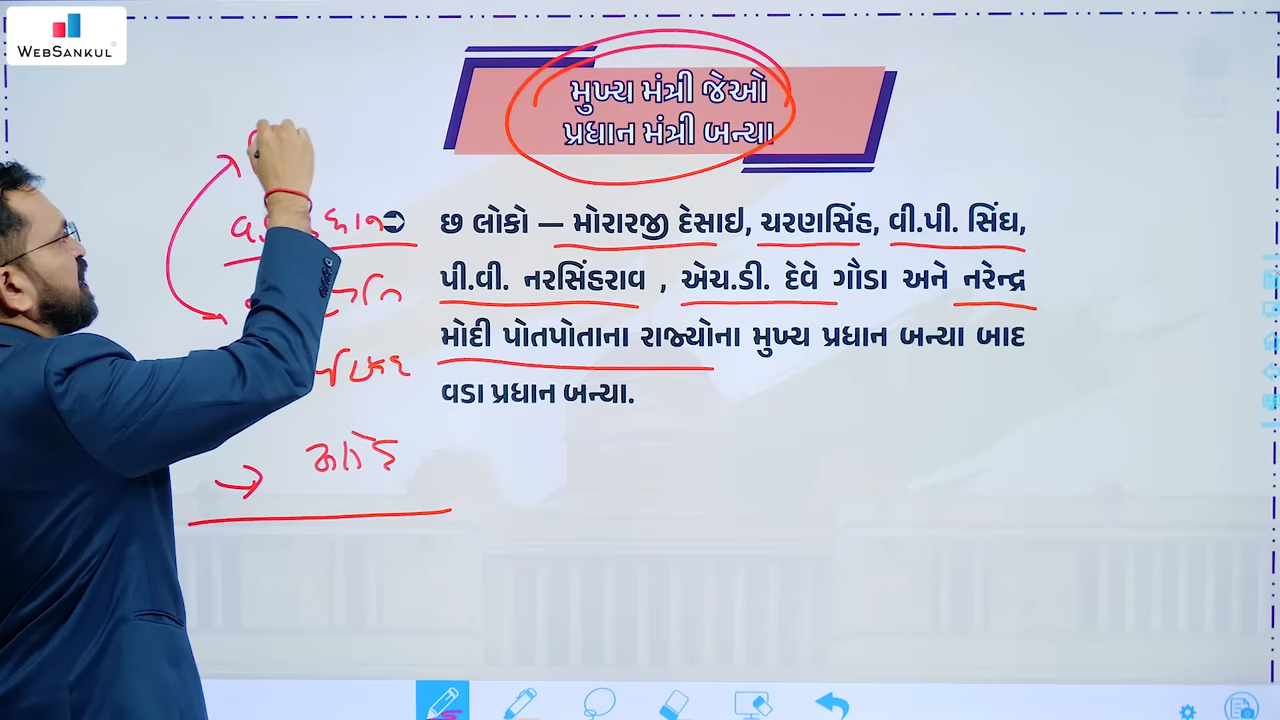 WEBSANKUL
મુખ્ય મંત્રી જેઓ
પ્રધાન મંત્રી બન્યા
છ લોકો — મોરારજી દેસાઇ, ચરણસિંહ, વી.પી. સિંઘ,
પી.વી. નરસિંહરાવ , એચ.ડી. દેવે ગૌડા અને નરેન્દ્ર
મોદી પોતપોતાના રાજ્યોના મુખ્ય પ્રધાન બન્યા બાદ
વડા પ્રધાન બન્યા.